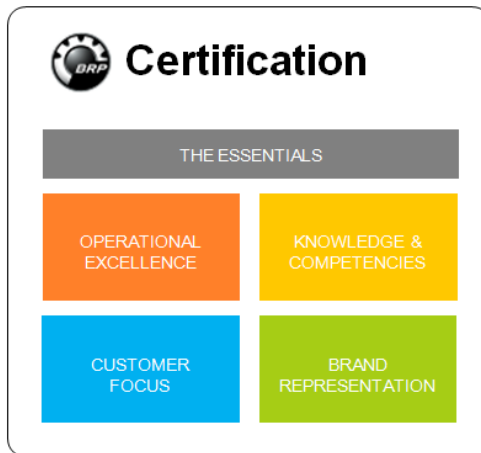 BRP Certification
THE ESSENTIALS
OPERATIONAL
EXCELLENCE
KNOWLEDGE &
COMPETENCIES
CUSTOMER
FOCUS
BRAND
REPRESENTATION